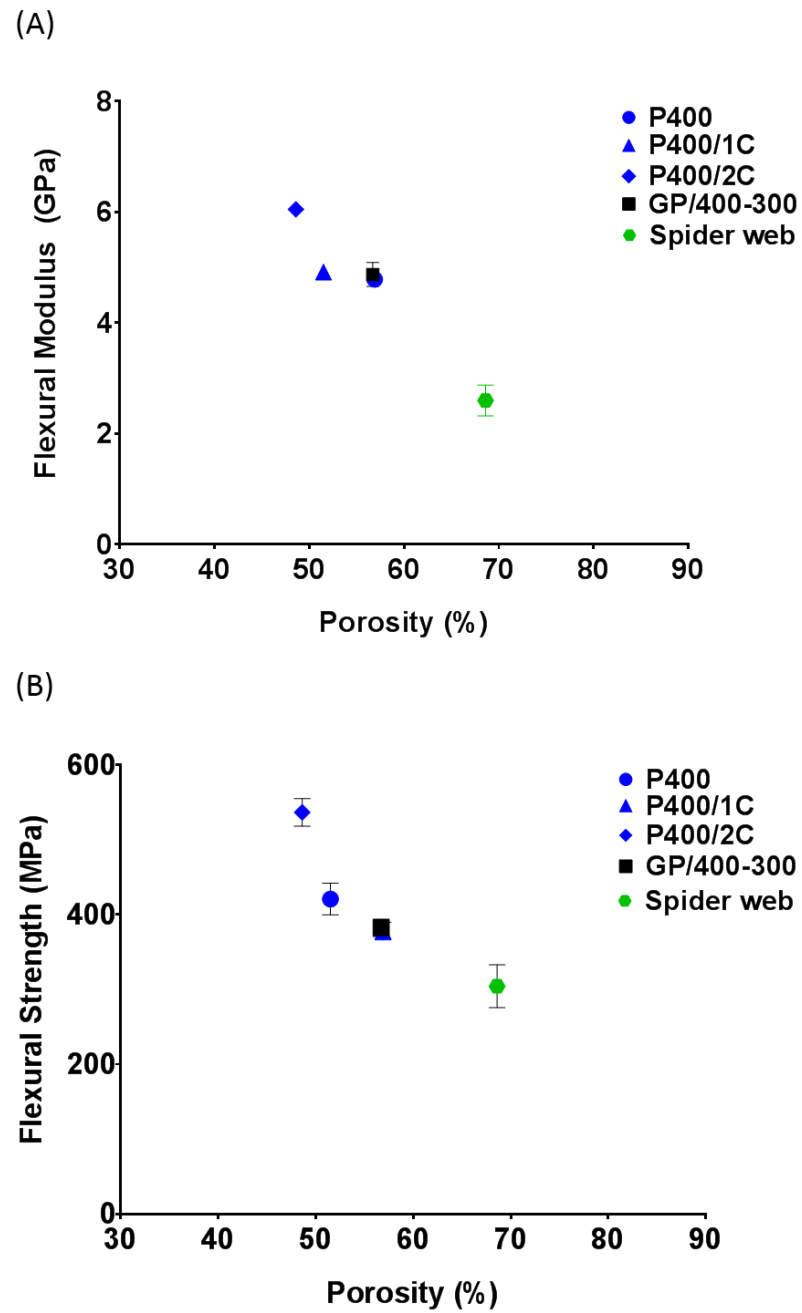 (A)
8
6
4
2
0
Flexural Modulus (GPa)
30 40 50 60 70 80 90
Porosity (%)
P400
P400/1C
P400/2C
GP/400-300
Spider web
(B)
600
400
200
0
Flexural Strength (MPa)
30 40 50 60 70 80 90
Porosity (%)
P400
P400/1C
P400/2C
GP/400-300
Spider web